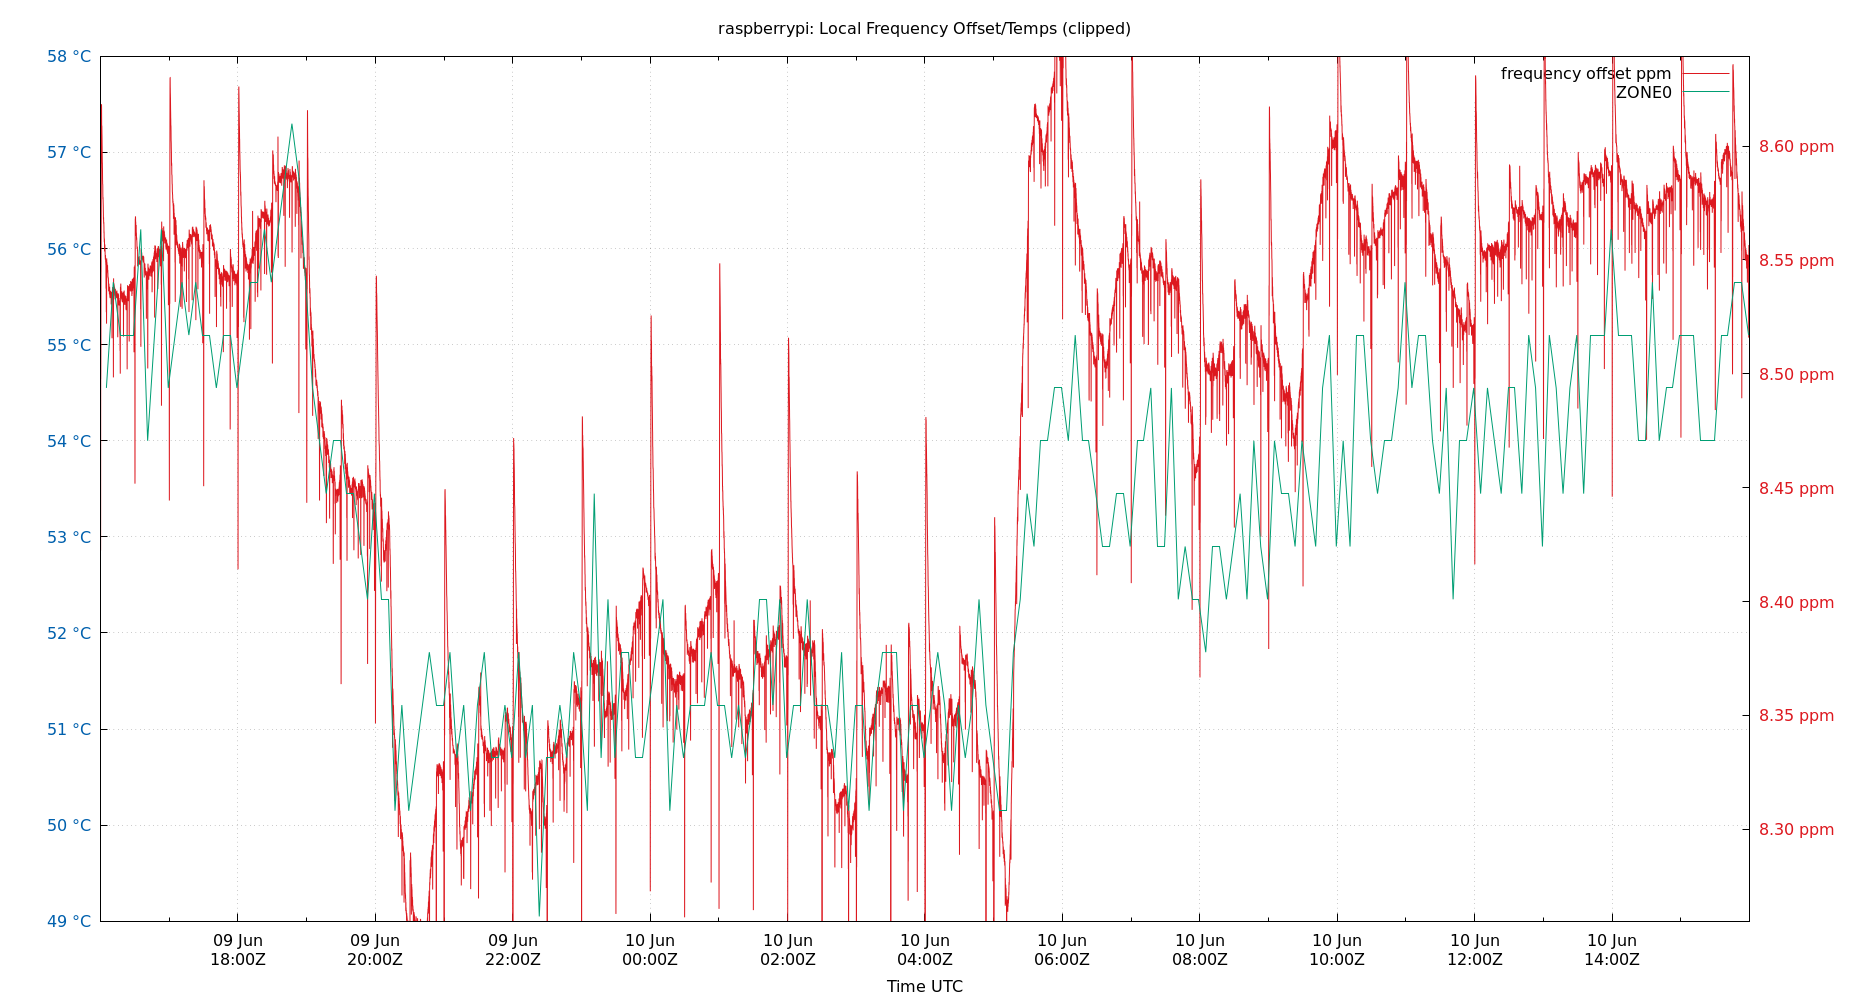 raspberrypi: Local Frequency Offset/Temps (clipped)
frequency offset ppm
ZONE0
58 °C
57 °C
56 °C
55 °C
54 °C
53 °C
52 °C
51 °C
50 °C
49 °C
8.60 ppm
8.55 ppm
8.50 ppm
8.45 ppm
8.40 ppm
8.35 ppm
8.30 ppm
09 Jun
18:00Z
09 Jun
20:00Z
09 Jun
22:00Z
10 Jun
00:00Z
10 Jun
02:00Z
10 Jun
04:00Z
10 Jun
06:00Z
10 Jun
08:00Z
10 Jun
10:00Z
10 Jun
12:00Z
10 Jun
14:00Z
Time UTC